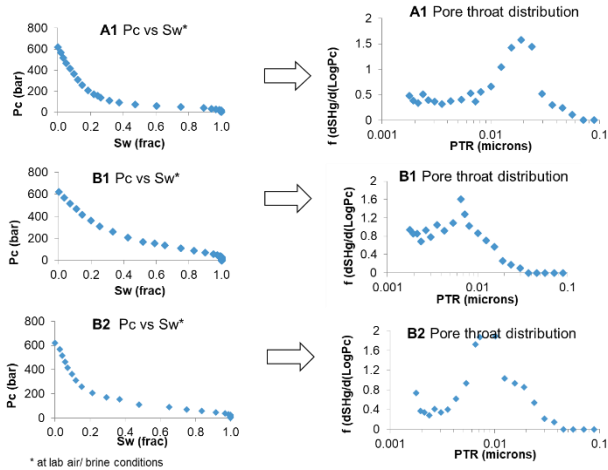 A1 Pc vs Sw*
Pc (bar)
800
600
400
200
0
0.0 0.2 0.4 0.6 0.8 1.0
Sw (frac)
A1 Pore throat distribution
f (dSHg/d(LogPc)
2
1.5
1
0.5
0
0.001 0.01 0.1
PTR (microns)
B1 Pc vs Sw*
Pc (bar)
800
600
400
200
0
0.0 0.2 0.4 0.6 0.8 1.0
Sw (frac)
B1 Pore throat distribution
f (dSHg/d(LogPc)
2
1.6
1.2
0.8
0.4
0
0.001 0.01 0.1
PTR (microns)
B2 Pc vs Sw*
Pc (bar)
800
600
400
200
0
0.0 0.2 0.4 0.6 0.8 1.0
Sw (frac)
B2 Pore throat distribution
f (dSHg/d(LogPc)
2
1.6
1.2
0.8
0.4
0
0.001 0.01 0.1
PTR (microns)
* at lab air/ brine conditions